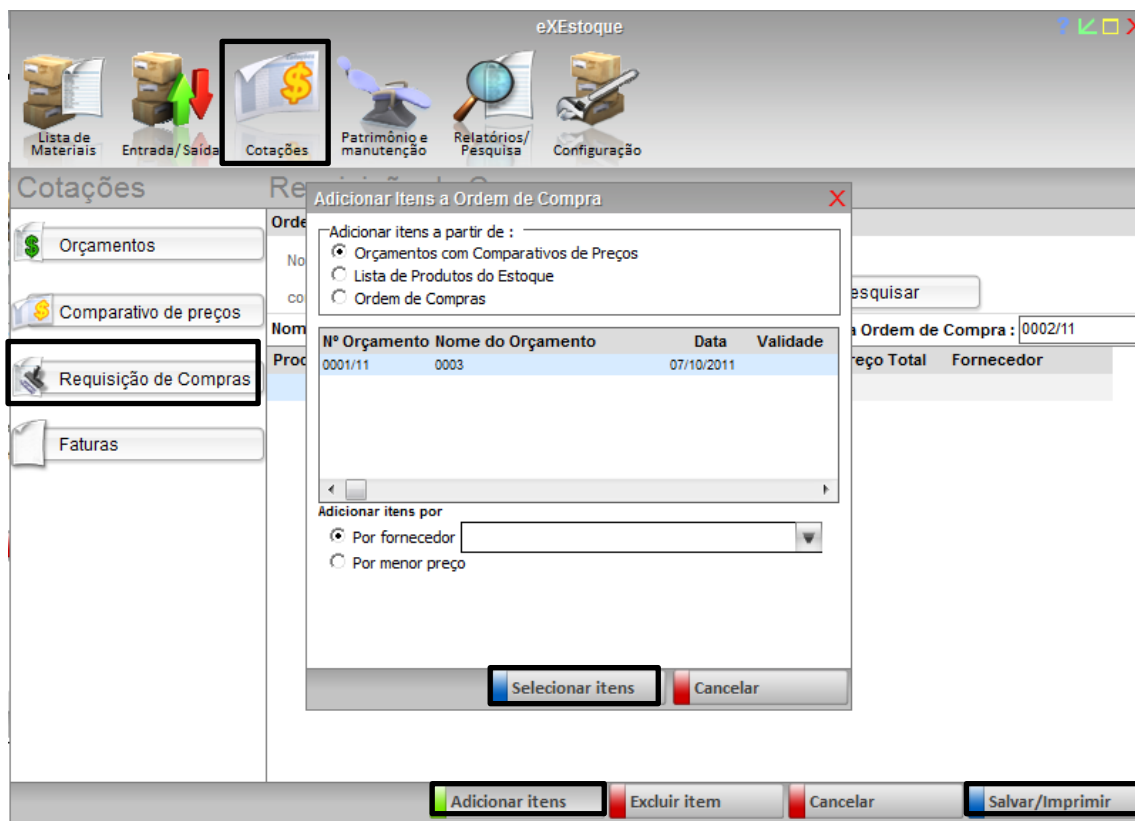 eXEstoque
Lista de
Materiais
Entrada/Saída
Cotações
Patrimônio e
manutenção
Relatórios/
Pesquisa
Configuração
Cotações
Orçamentos
Comparativo de preços
Requisição de Compras
Faturas
Adicionar Itens a Ordem de Compra
Adicionar itens a partir de :
Orçamentos com Comparativos de Preços
Lista de Produtos do Estoque
Ordem de Compras
Nº Orçamento Nome do Orçamento Data Validade
0001/11 0003 07/10/2011
Adicionar itens por
Por fornecedor
Por menor preço
Selecionar itens Cancelar
esquisar
a Ordem de Compra : 0002/11
reço Total Fornecedor
Adicionar itens Excluir item Cancelar Salvar/Imprimir